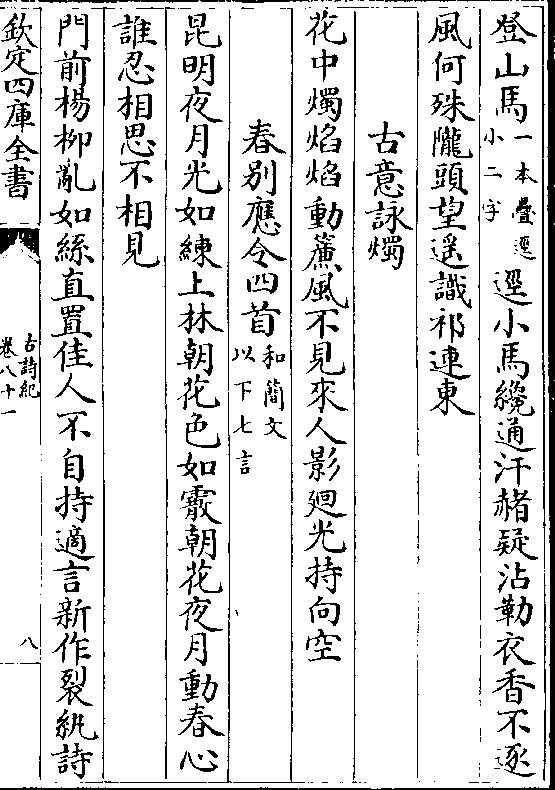 登山馬一本疊逕小二字逕小馬纔通汗赭疑沾勒衣香不逐
風何殊隴頭望遥識祁連東
古意詠燭
花中燭焰焰動簾風不見來人影廻光持向空
春别應令四首和簡文以下七言
昆明夜月光如練上林朝花色如霰朝花夜月動春心
誰忍相思不相見
門前楊柳亂如絲直置佳人不自持適言新作裂紈詩
欽定四庫全書
古詩紀
卷八十一
八